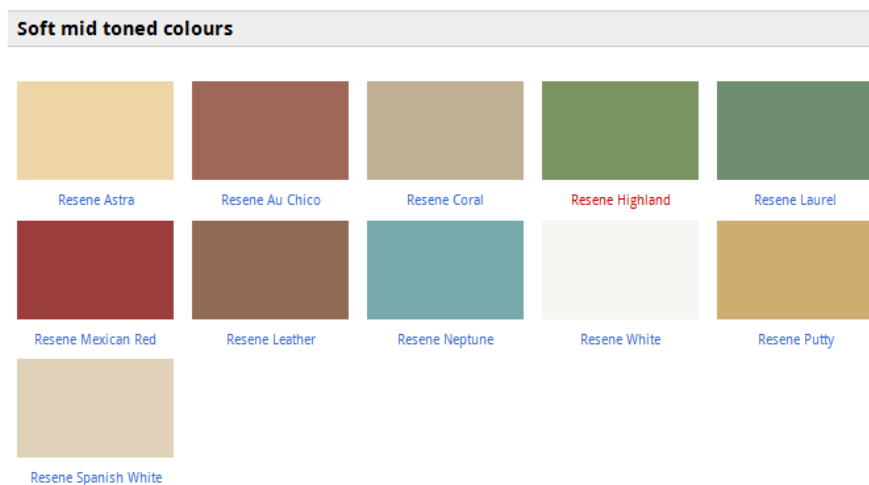 Soft mid toned colours
Resene Astra
Resene Au Chico
Resene Coral
Resene Highland
Resene Laurel
Resene Mexican Red
Resene Leather
Resene Neptune
Resene White
Resene Putty
Resene Spanish White